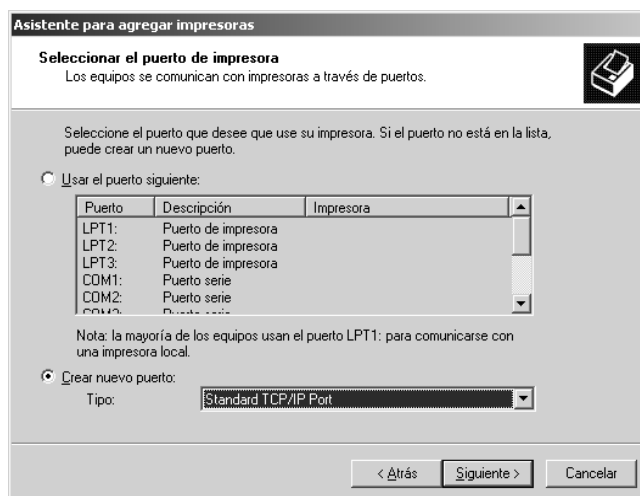 Asistente para agregar impresoras
Seleccionar el puerto de impresora
Los equipos se comunican con impresoras a través de puertos.
Seleccione el puerto que desee que use su impresora. Si el puerto no está en la lista,
puede crear un nuevo puerto.
Usar el puerto siguiente:
Puerto Descripción Impresora
LPT1: Puerto de impresora
LPT2: Puerto de impresora
LPT3: Puerto de impresora
COM1: Puerto serie
COM2: Puerto serie
Nota: la mayoría de los equipos usan el puerto LPT1: para comunicarse con
una impresora local.
Crear nuevo puerto:
Tipo: Standard TCP/IP Port
< Atrás Siguiente > Cancelar